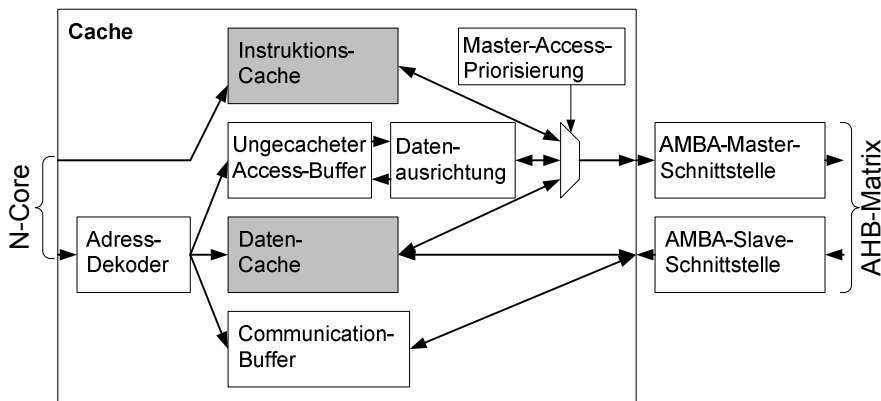 Cache
Instruktions-
Cache
Master-Access-
Priorisierung
Ungecacheter
Access-Buffer
Daten-
ausrichtung
AMBA-Master-
Schnittstelle
N-Core
Adress-
Dekoder
Daten-
Cache
AMBA-Slave-
Schnittstelle
AHB-Matrix
Communication-
Buffer